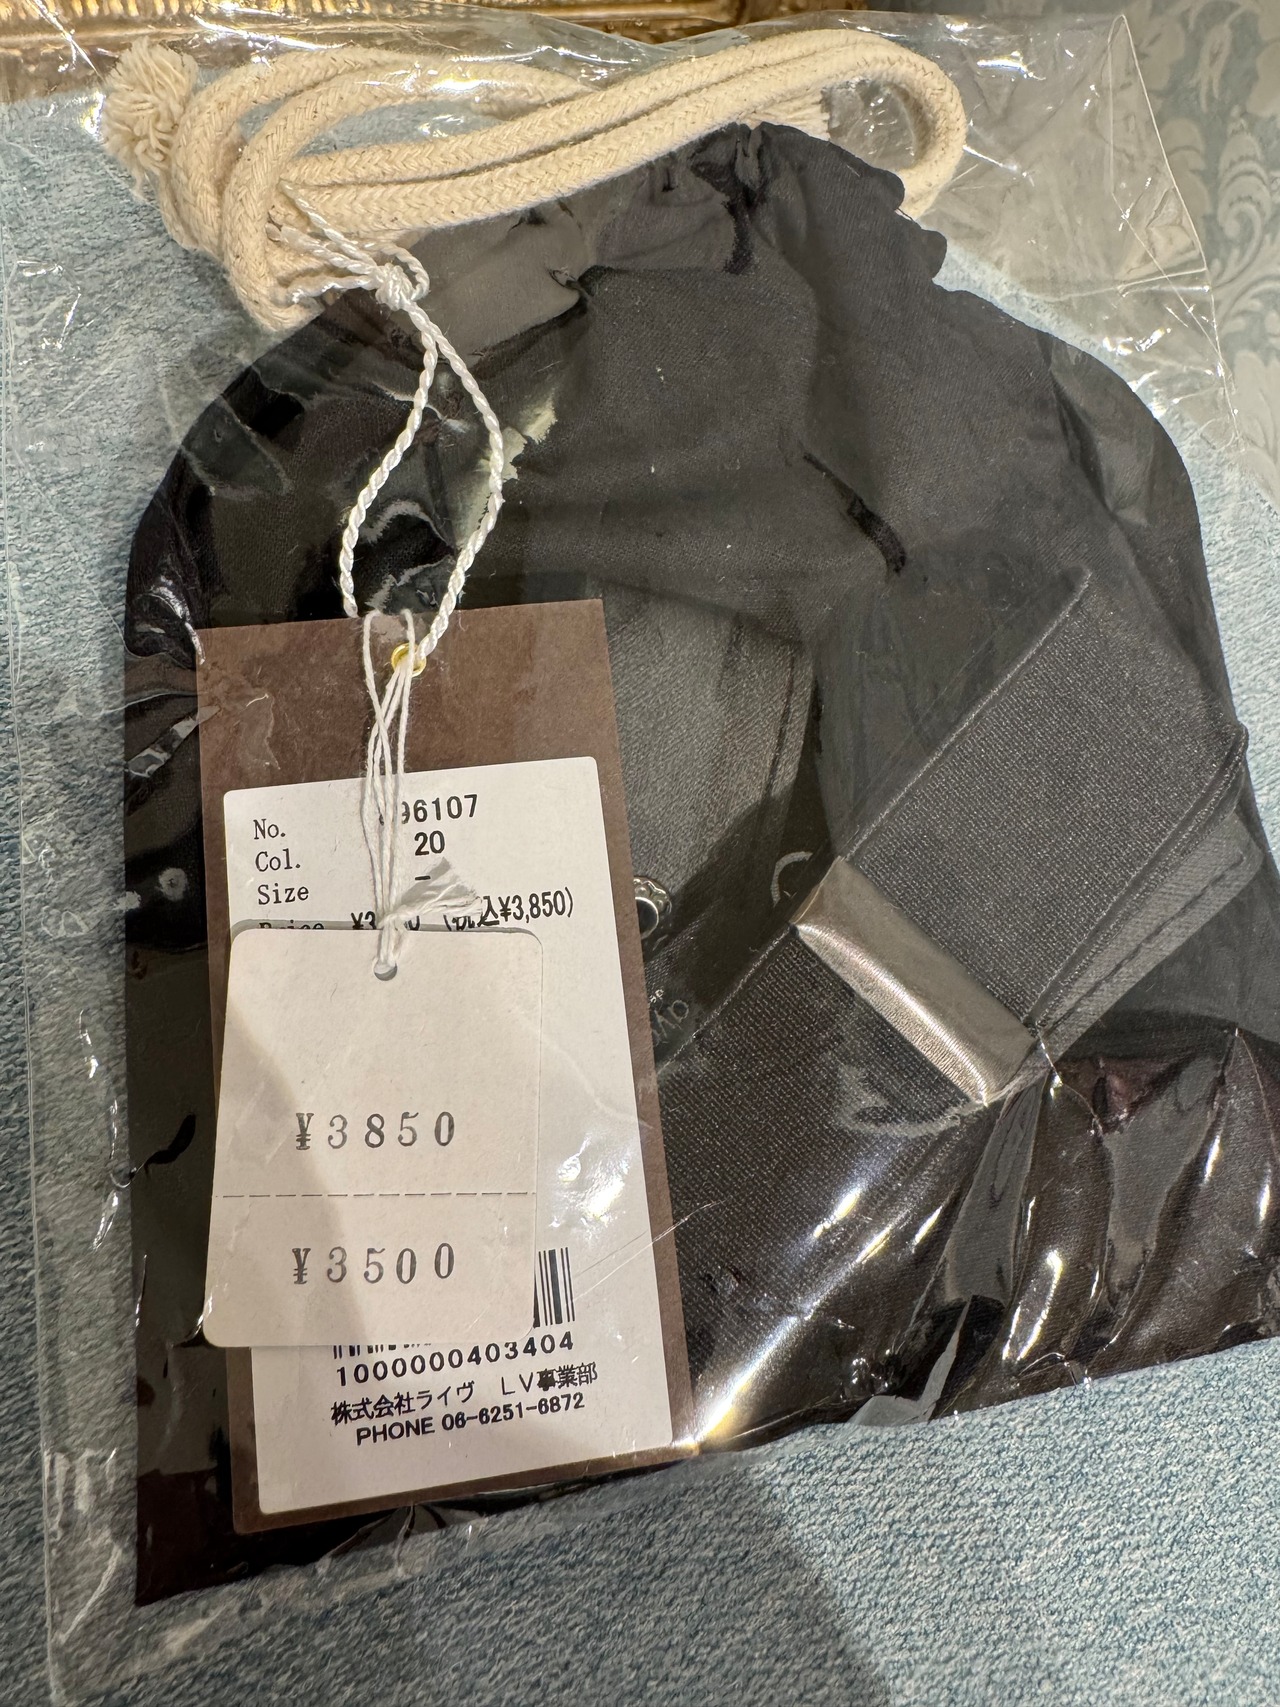 No. 96107
Col. 20
Size -
(税込¥3,850)
¥3850
¥3500
1000000403404
株式会社ライヴ LV事業部
PHONE 06-6251-6872